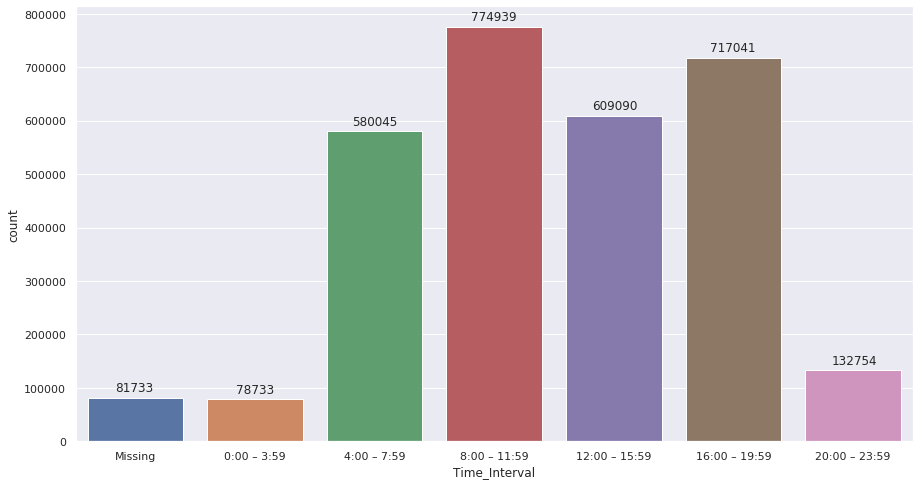 800000
774939
717041
700000
609090
600000
580045
500000
count
400000
300000
200000
132754
100000
81733
78733
0
Missing
0:00 – 3:59
4:00 – 7:59
8:00 – 11:59
12:00 – 15:59
16:00 – 19:59
20:00 – 23:59
Time_Interval